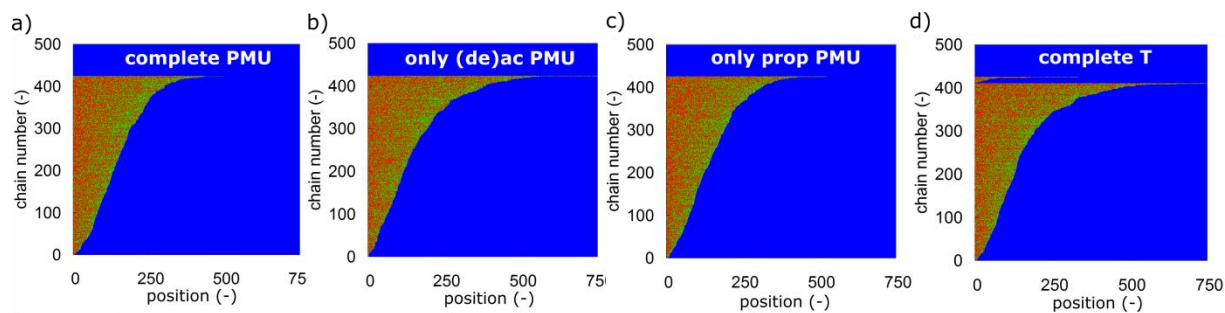 a)
complete PMU
500
400
300
200
100
0
chain number (-)
0 250 500 75
position (-)
b)
only (de)ac PMU
500
400
300
200
100
0
chain number (-)
0 250 500 750
position (-)
c)
only prop PMU
500
400
300
200
100
0
chain number (-)
0 250 500 75
position (-)
d)
complete T
500
400
300
200
100
0
chain number (-)
0 250 500 750
position (-)